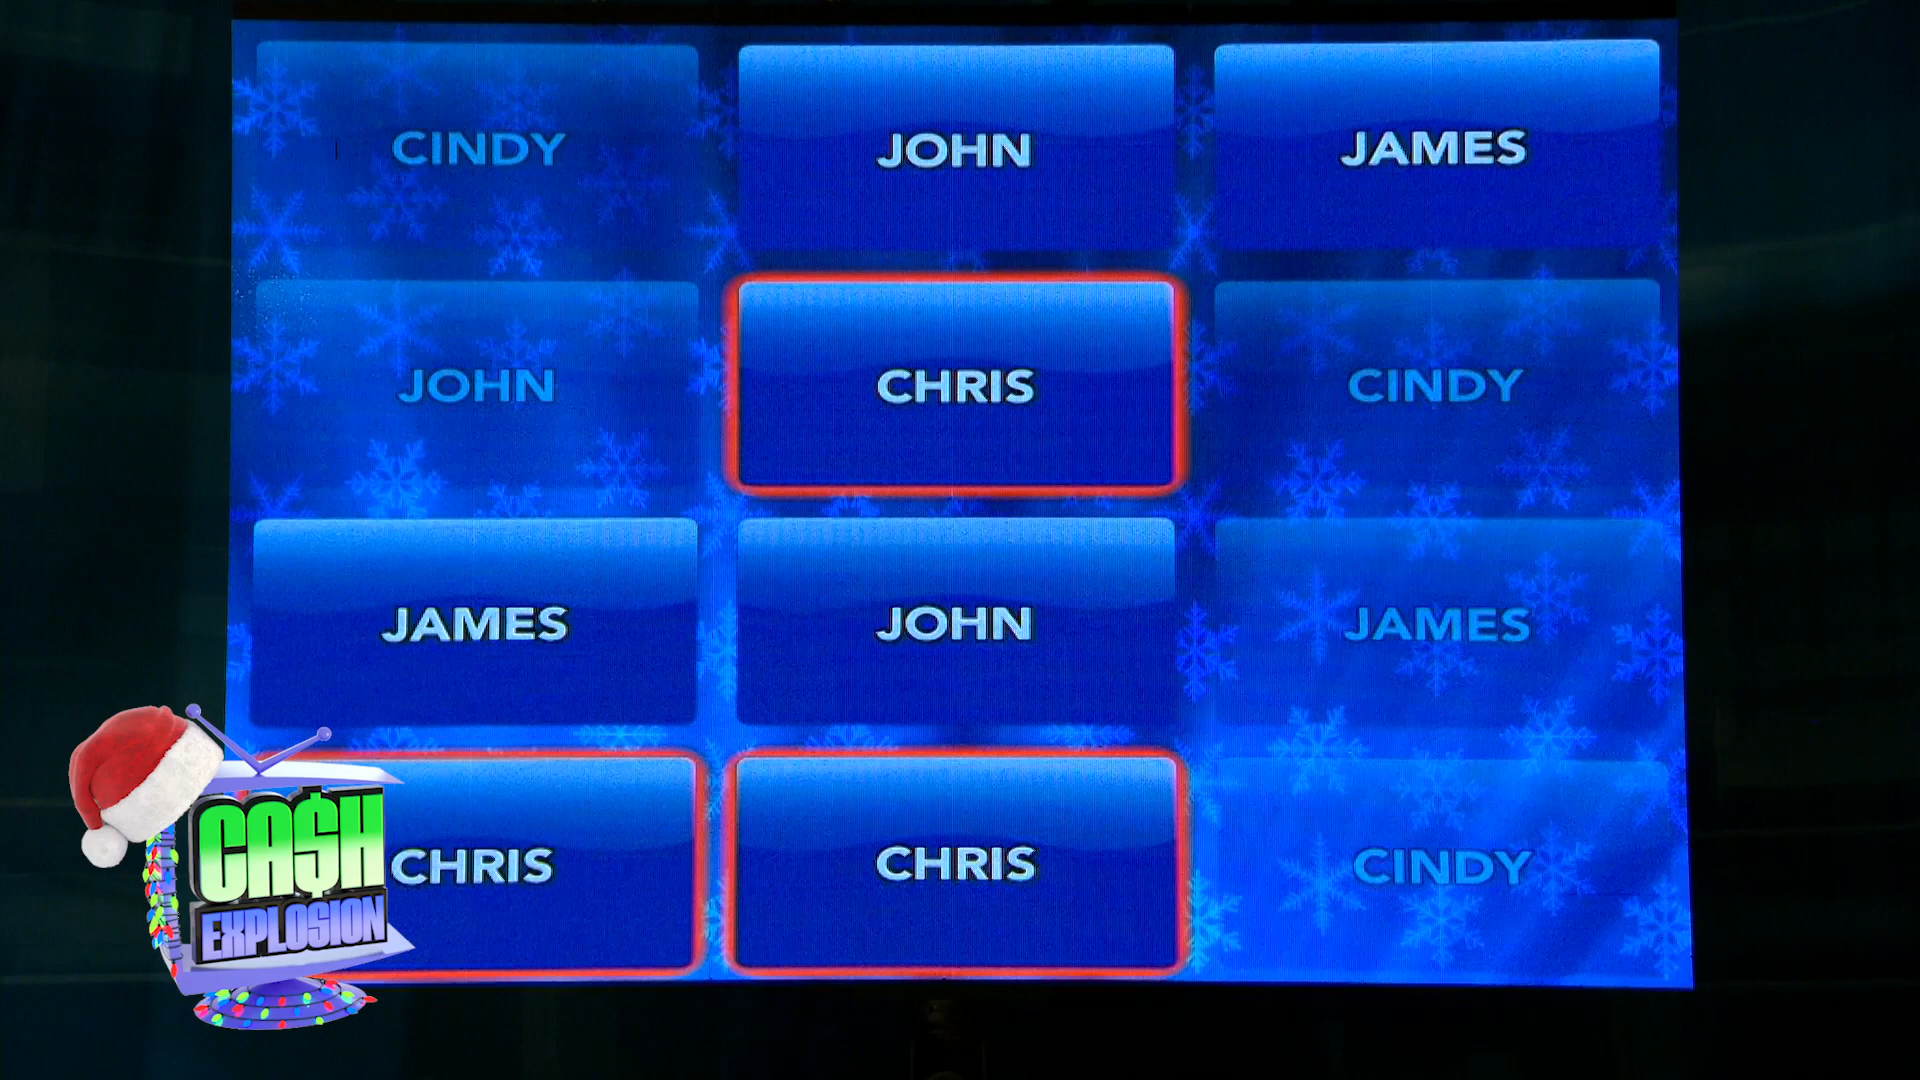 CINDY JOHN JAMES
JOHN CHRIS CINDY
JAMES JOHN JAMES
CHRIS CHRIS CINDY
CA$H
EXPLOSION